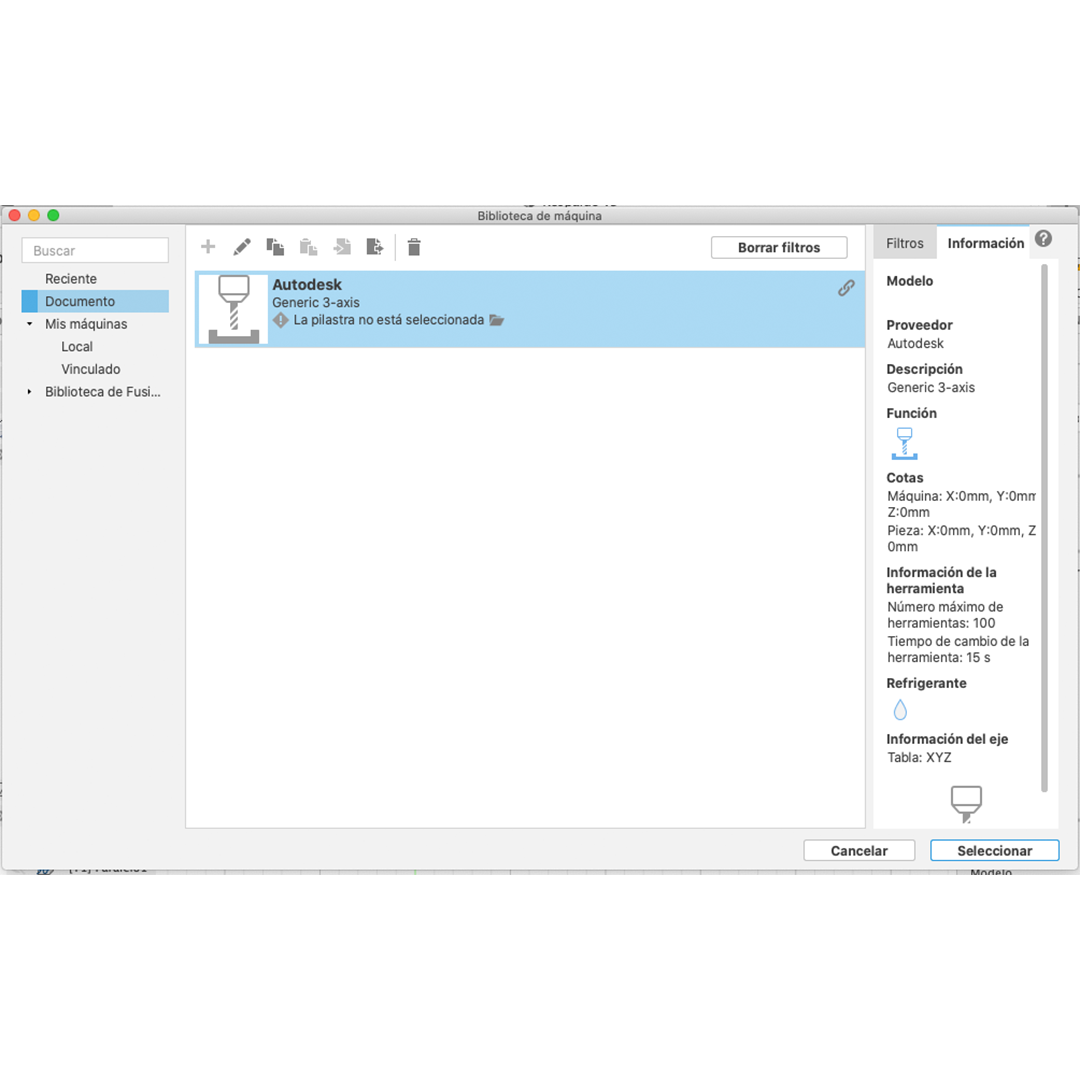 Biblioteca de máquina
Buscar
Reciente
Documento
Mis máquinas
Local
Vinculado
Biblioteca de Fusi...
Borrar filtros
Autodesk
Generic 3-axis
La pilastra no está seleccionada
Filtros
Información
Modelo
Proveedor
Autodesk
Descripción
Generic 3-axis
Función
Cotas
Máquina: X:0mm, Y:0mm
Z:0mm
Pieza: X:0mm, Y:0mm, Z
0mm
Información de la
herramienta
Número máximo de
herramientas: 100
Tiempo de cambio de la
herramienta: 15 s
Refrigerante
Información del eje
Tabla: XYZ
Cancelar
Seleccionar
Modelo